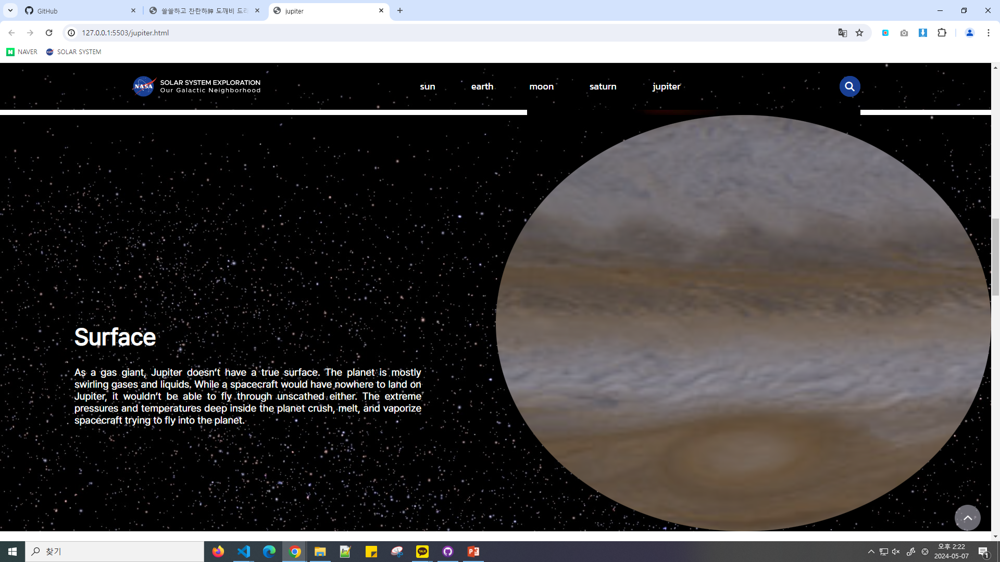 GitHub
쓸쓸하고 찬란하神 도깨비 드라
jupiter
127.0.0.1:5503/jupiter.html
NAVER
SOLAR SYSTEM
NASA
SOLAR SYSTEM EXPLORATION
Our Galactic Neighborhood
sun
earth
moon
saturn
jupiter
Surface
As a gas giant, Jupiter doesn’t have a true surface. The planet is mostly
swirling gases and liquids. While a spacecraft would have nowhere to land on
Jupiter, it wouldn’t be able to fly through unscathed either. The extreme
pressures and temperatures deep inside the planet crush, melt, and vaporize
spacecraft trying to fly into the planet.
찾기
TALK
오후 2:22
2024-05-07
1